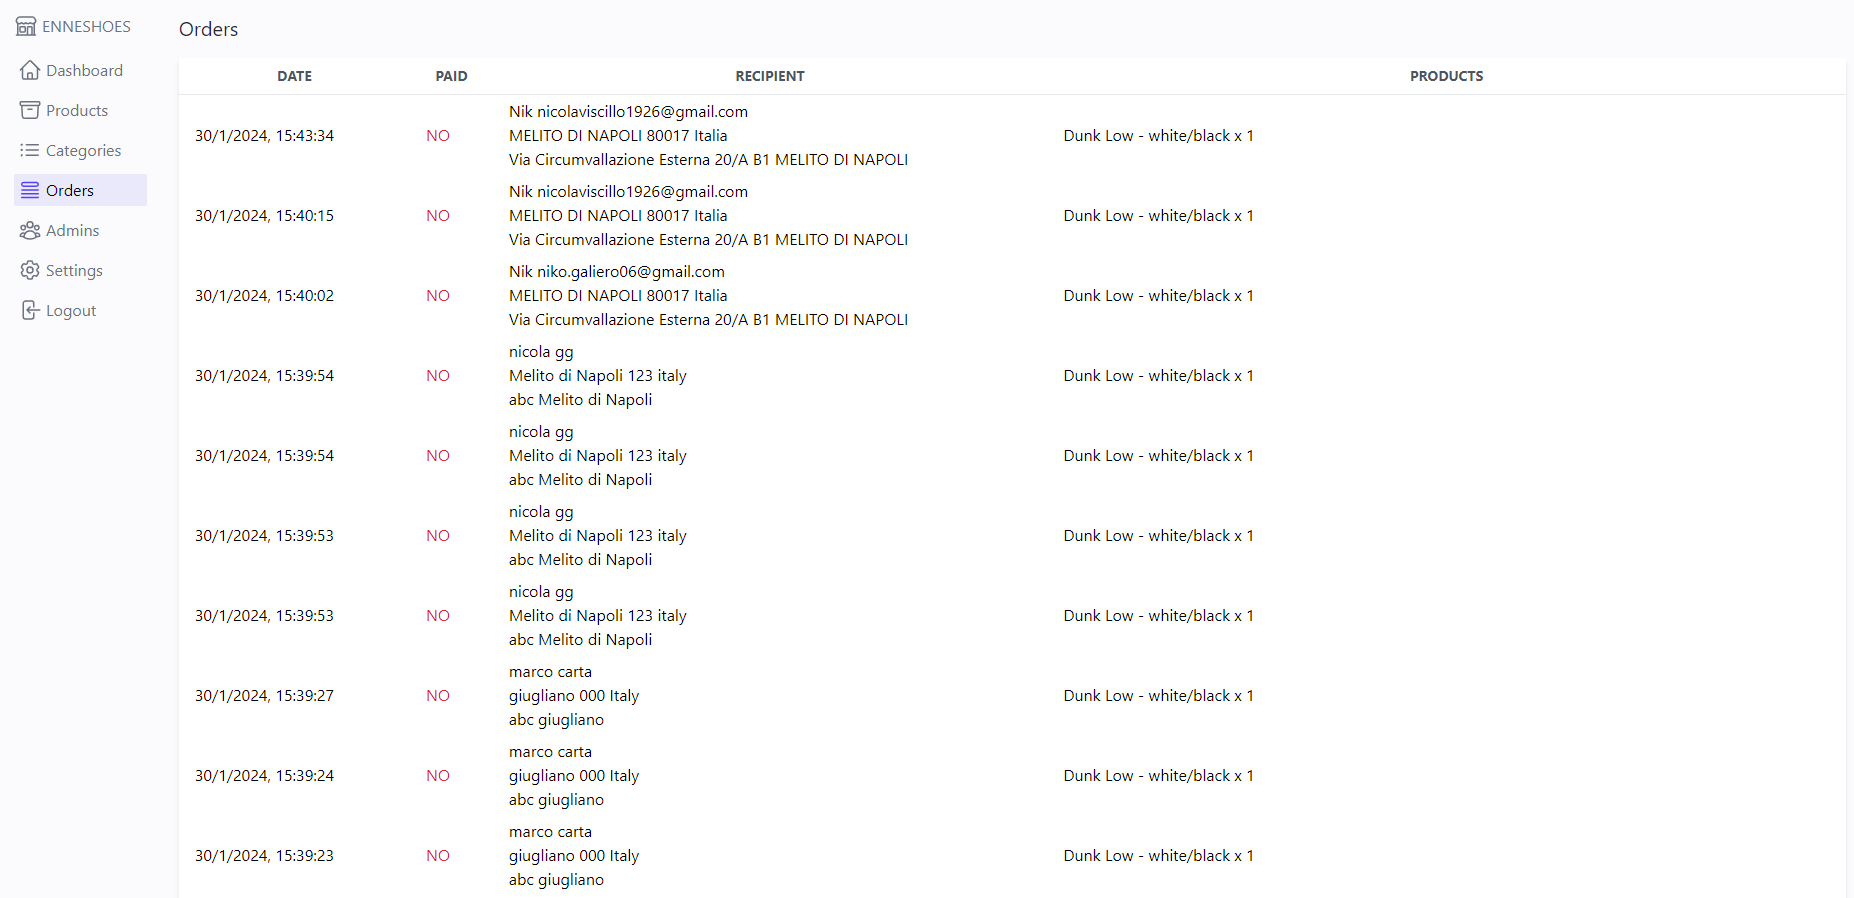 ENNESHOES
Dashboard
Products
Categories
Orders
Admins
Settings
Logout
Orders
DATE PAID RECIPIENT PRODUCTS
Nik nicolaviscillo1926@gmail.com
30/1/2024, 15:43:34 NO MELITO DI NAPOLI 80017 Italia Dunk Low - white/black x 1
Via Circumvallazione Esterna 20/A B1 MELITO DI NAPOLI
Nik nicolaviscillo1926@gmail.com
30/1/2024, 15:40:15 NO MELITO DI NAPOLI 80017 Italia Dunk Low - white/black x 1
Via Circumvallazione Esterna 20/A B1 MELITO DI NAPOLI
Nik niko.galiero06@gmail.com
30/1/2024, 15:40:02 NO MELITO DI NAPOLI 80017 Italia Dunk Low - white/black x 1
Via Circumvallazione Esterna 20/A B1 MELITO DI NAPOLI
nicola gg
30/1/2024, 15:39:54 NO Melito di Napoli 123 italy Dunk Low - white/black x 1
abc Melito di Napoli
nicola gg
30/1/2024, 15:39:54 NO Melito di Napoli 123 italy Dunk Low - white/black x 1
abc Melito di Napoli
nicola gg
30/1/2024, 15:39:53 NO Melito di Napoli 123 italy Dunk Low - white/black x 1
abc Melito di Napoli
nicola gg
30/1/2024, 15:39:53 NO Melito di Napoli 123 italy Dunk Low - white/black x 1
abc Melito di Napoli
marco carta
30/1/2024, 15:39:27 NO giugliano 000 Italy Dunk Low - white/black x 1
abc giugliano
marco carta
30/1/2024, 15:39:24 NO giugliano 000 Italy Dunk Low - white/black x 1
abc giugliano
marco carta
30/1/2024, 15:39:23 NO giugliano 000 Italy Dunk Low - white/black x 1
abc giugliano